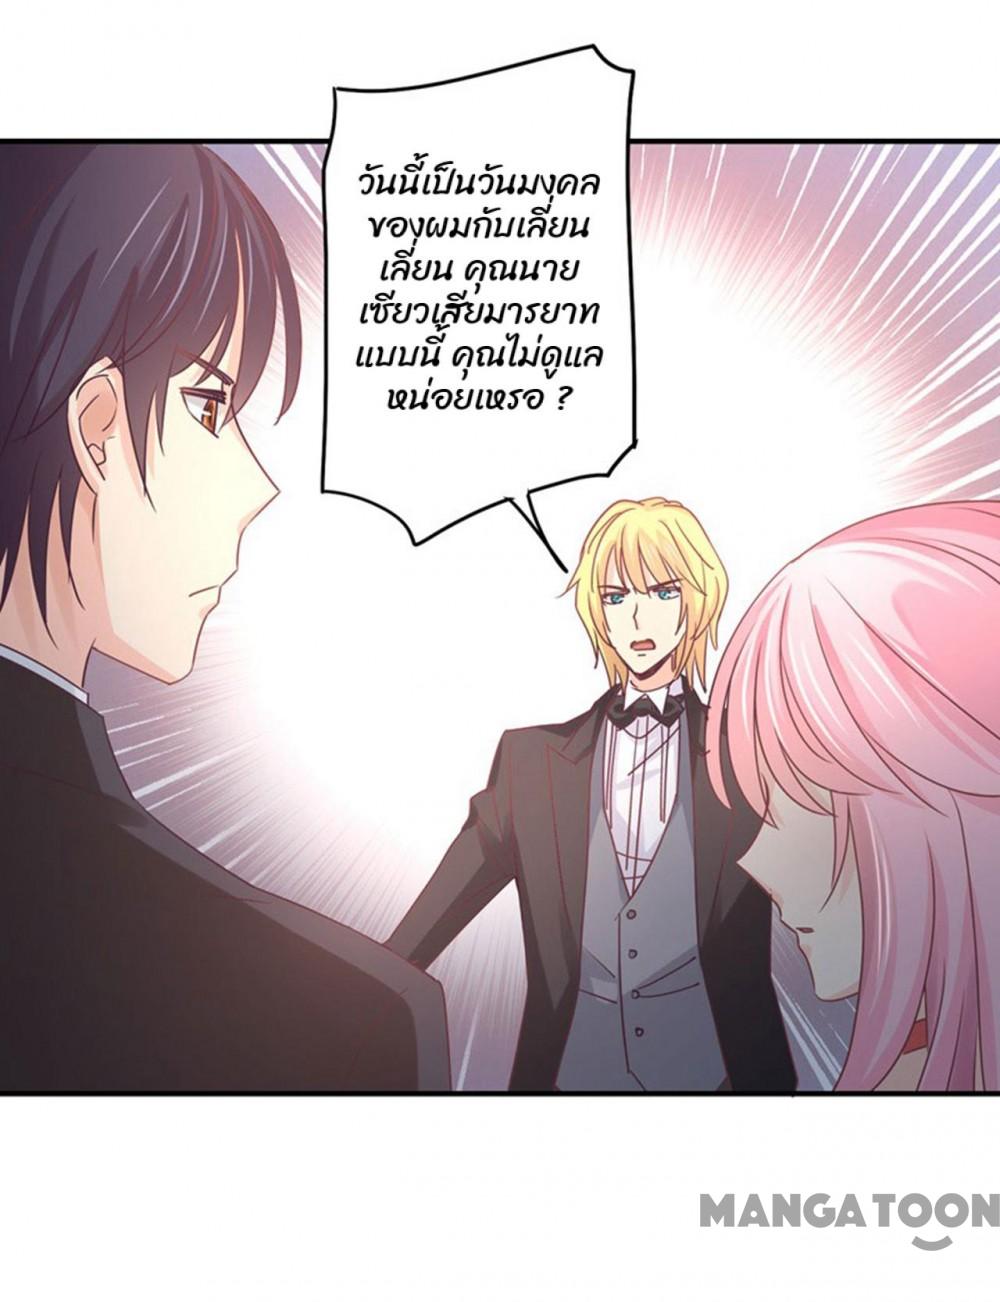 วันนี้เป็นวันมงคล
ของผมกับเลี่ยน
เลี่ยน คุณนาย
เซียวเสียมารยาท
แบบนี้ คุณไม่ดูแล
หน่อยเหรอ ?
MANGATOON